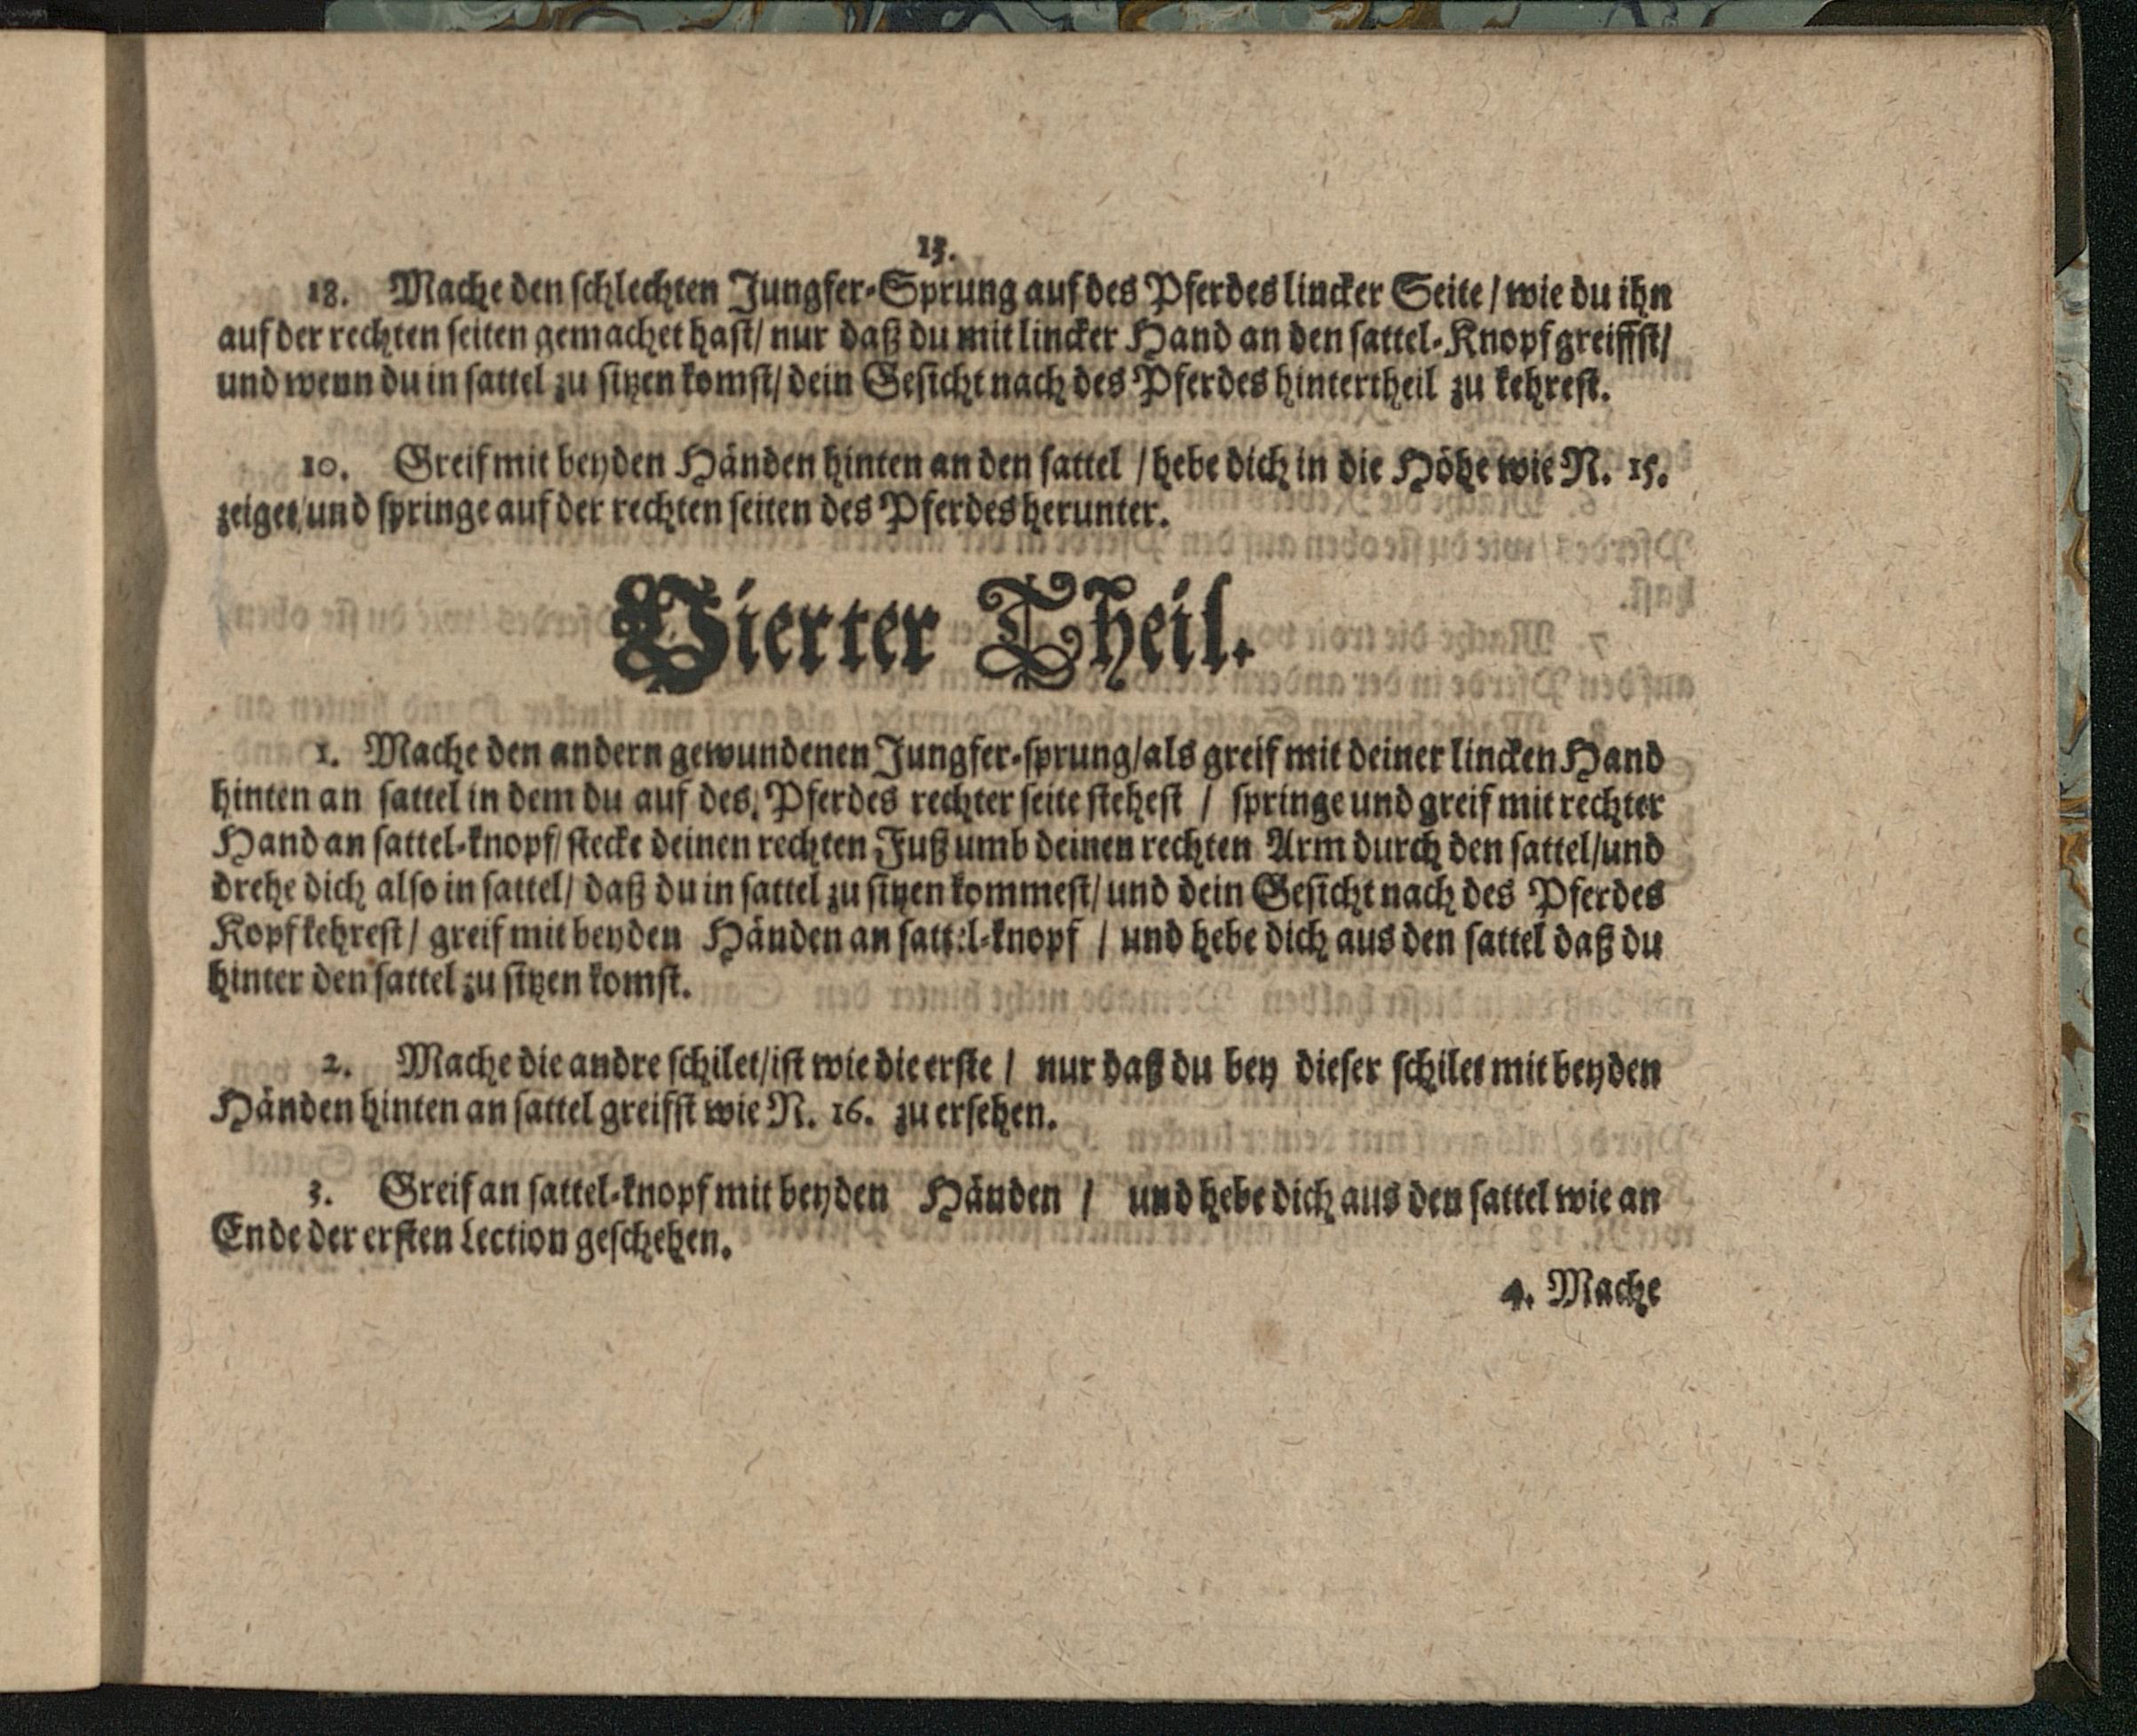 13.
18. Mache den ſchlechten Jungfer-Sprung auf des Pferdes lincker Seite / wie du ihn
auf der rechten ſeiten gemachet haſt / nur daß du mit lincker Hand an den ſattel-Knopf greiffſt /
und wenn du in ſattel zu ſitzen komſt / dein Geſicht nach des Pferdes hintertheil zu kehreſt.
10. Greif mit beyden Händen hinten an den ſattel / hebe dich in die Höhe wie N. 15.
zeiget / und ſpringe auf der rechten ſeiten des Pferdes herunter.
Vierter Theil.
1. Mache den andern gewundenen Jungfer-ſprung / als greif mit deiner lincken Hand
hinten an ſattel in dem du auf des Pferdes rechter ſeite ſteheſt / ſpringe und greif mit rechter
Hand an ſattel-knopf / ſtecke deinen rechten Fuß umb deinen rechten Arm durch den ſattel / und
drehe dich alſo in ſattel / daß du in ſattel zu ſitzen kommeſt / und dein Geſicht nach des Pferdes
Kopf kehreſt / greif mit beyden Händen an ſattel-knopf / und hebe dich aus den ſattel daß du
hinter den ſattel zu ſitzen komſt.
2. Mache die andre ſchilet / iſt wie die erſte / nur daß du bey dieſer ſchilet mit beyden
Händen hinten an ſattel greifſt wie N. 16. zu erſehen.
3. Greif an ſattel-knopf mit beyden Händen / und hebe dich aus den ſattel wie an
Ende der erſten Lection geſchehen.
4. Mache